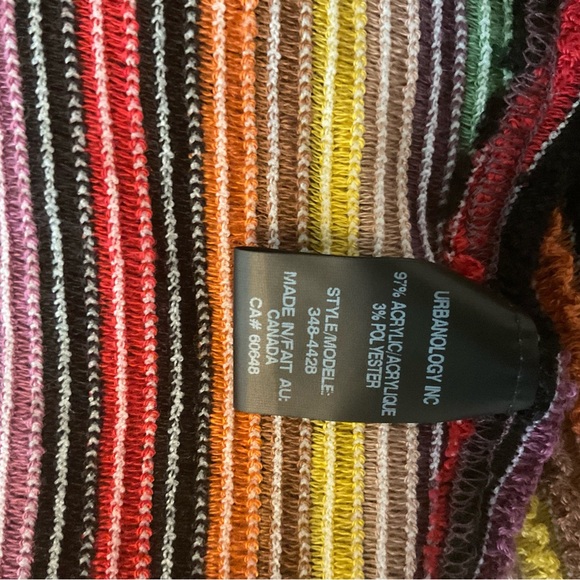 URBANOLOGY INC
97% ACRYLIC/ACRYLIQUE
3% POLYESTER
STYLE/MODELE:
348-4428
MADE IN/FAIT AU:
CANADA
CA# 60648